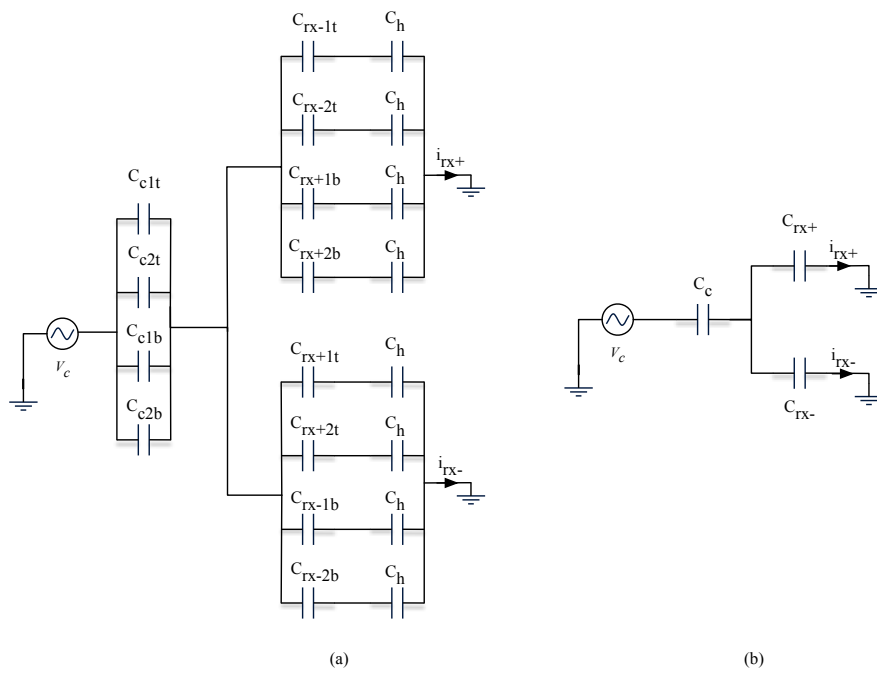 C_rx-1t C_h
C_rx-2t C_h
C_rx+1b C_h
C_rx+2b C_h
i_rx+
C_c1t
C_c2t
C_c1b
C_c2b
V_c
C_rx+1t C_h
C_rx+2t C_h
C_rx-1b C_h
C_rx-2b C_h
i_rx-
(a)
C_rx+
i_rx+
C_c
V_c
i_rx-
C_rx-
(b)